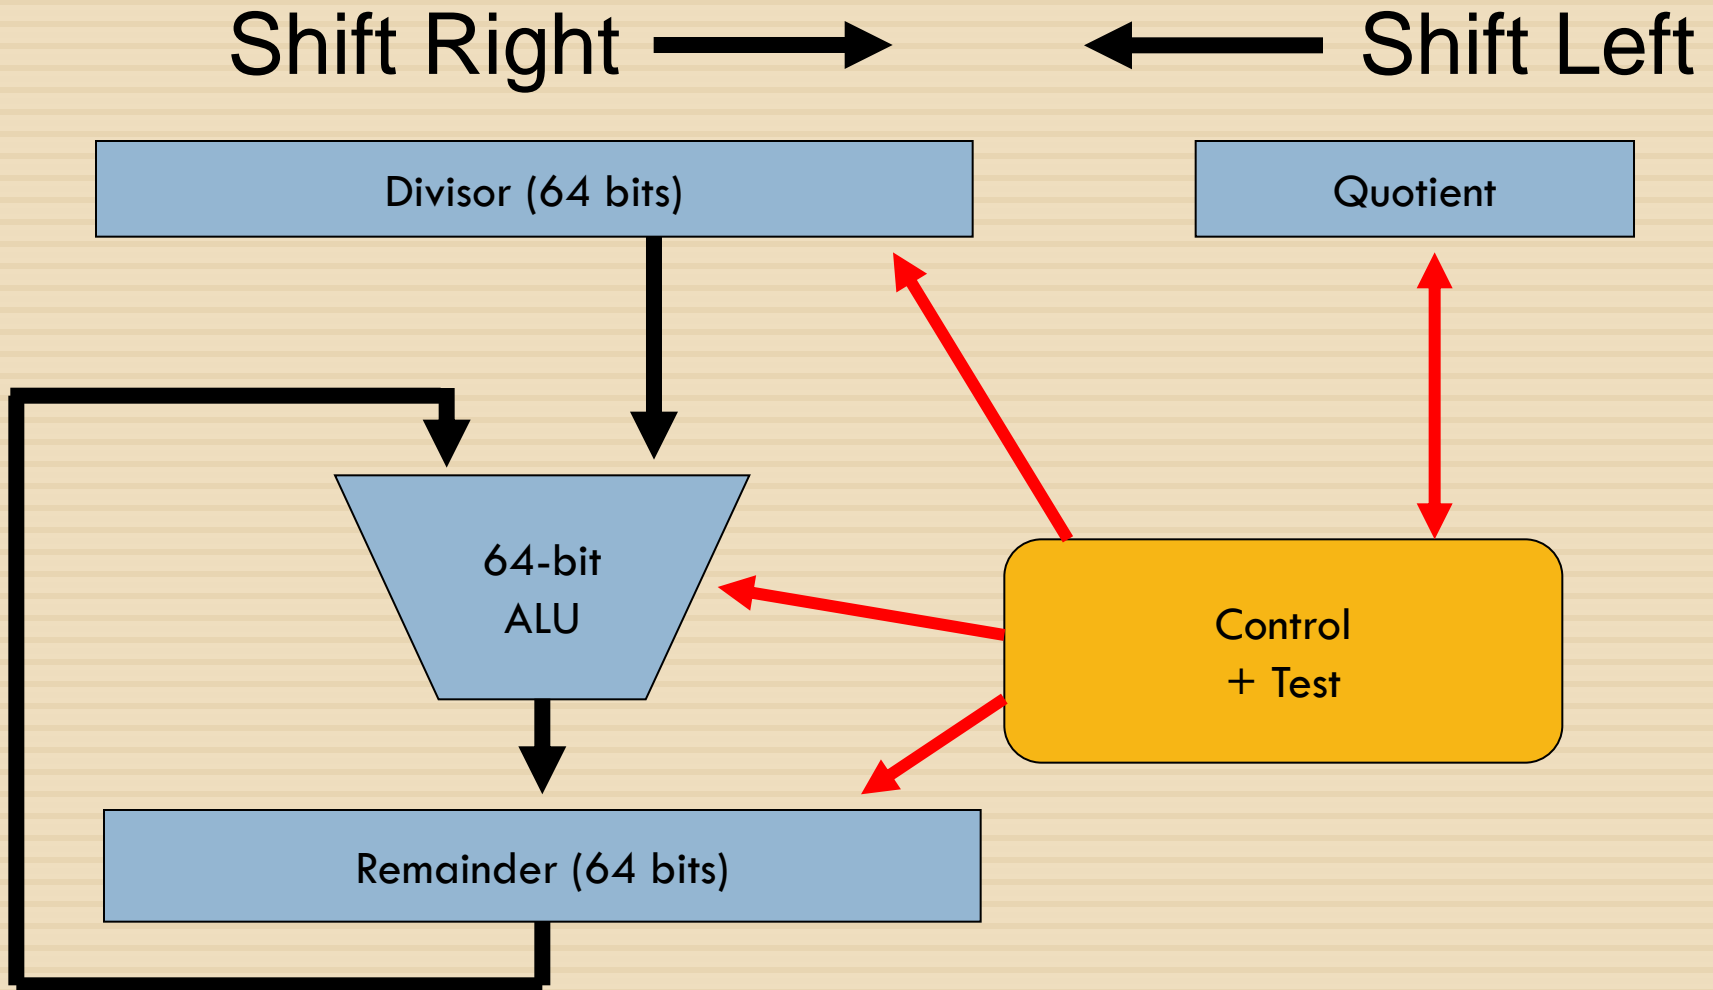 Shift Right
Shift Left
Divisor (64 bits)
Quotient
64-bit
ALU
Control
+ Test
Remainder (64 bits)